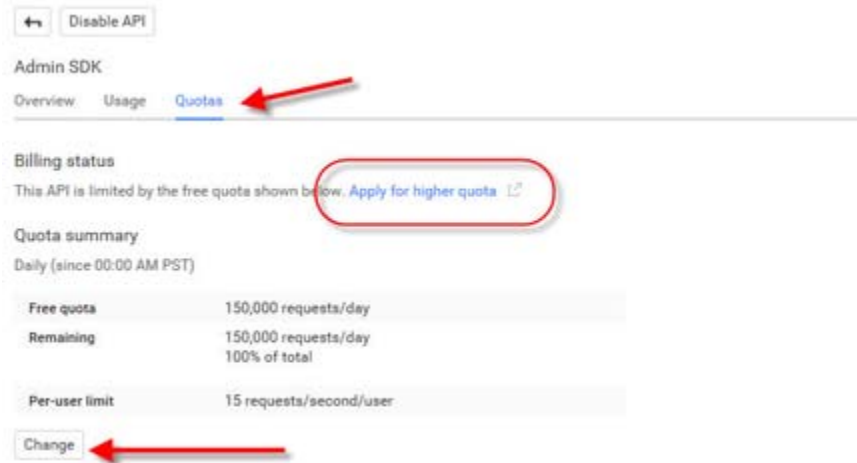 Disable API
Admin SDK
Overview Usage Quotas
Billing status
This API is limited by the free quota shown below. Apply for higher quota
Quota summary
Daily (since 00:00 AM PST)
Free quota 150,000 requests/day
Remaining 150,000 requests/day
100% of total
Per-user limit 15 requests/second/user
Change